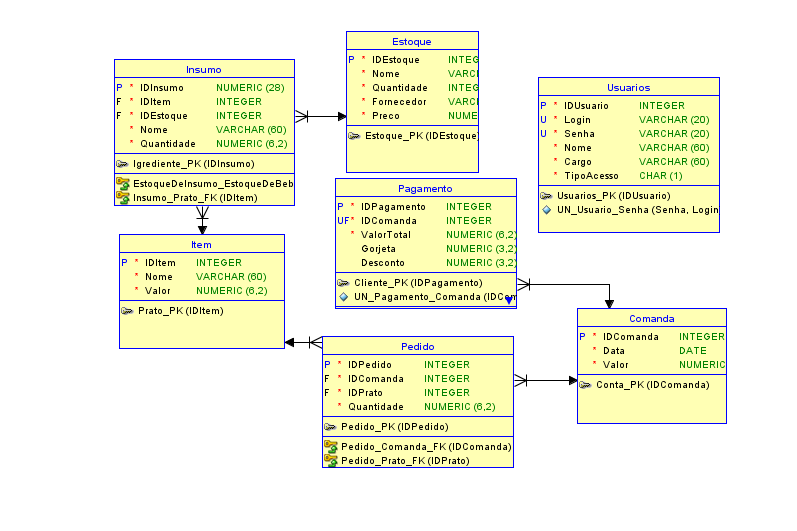 Estoque
P * IDEstoque INTEG
* Nome VARC
* Quantidade INTEG
* Fornecedor VARC
* Preco NUME
Estoque_PK (IDEstoque)
Insumo
P * IDInsumo NUMERIC (28)
F * IDItem INTEGER
F * IDEstoque INTEGER
* Nome VARCHAR (60)
* Quantidade NUMERIC (6,2)
Igrediente_PK (IDInsumo)
EstoqueDeInsumo_EstoqueDeBeb
Insumo_Prato_FK (IDItem)
Usuarios
P * IDUsuario INTEGER
U * Login VARCHAR (20)
U * Senha VARCHAR (20)
* Nome VARCHAR (60)
* Cargo VARCHAR (60)
* TipoAcesso CHAR (1)
Usuarios_PK (IDUsuario)
UN_Usuario_Senha (Senha, Login
Pagamento
P * IDPagamento INTEGER
UF* IDComanda INTEGER
* ValorTotal NUMERIC (6,2)
Gorjeta NUMERIC (3,2)
Desconto NUMERIC (3,2)
Cliente_PK (IDPagamento)
UN_Pagamento_Comanda (IDCom
Item
P * IDItem INTEGER
* Nome VARCHAR (60)
* Valor NUMERIC (6,2)
Prato_PK (IDItem)
Comanda
P * IDComanda INTEGER
* Data DATE
* Valor NUMERIC
Conta_PK (IDComanda)
Pedido
P * IDPedido INTEGER
F * IDComanda INTEGER
F * IDPrato INTEGER
* Quantidade NUMERIC (6,2)
Pedido_PK (IDPedido)
Pedido_Comanda_FK (IDComanda)
Pedido_Prato_FK (IDPrato)